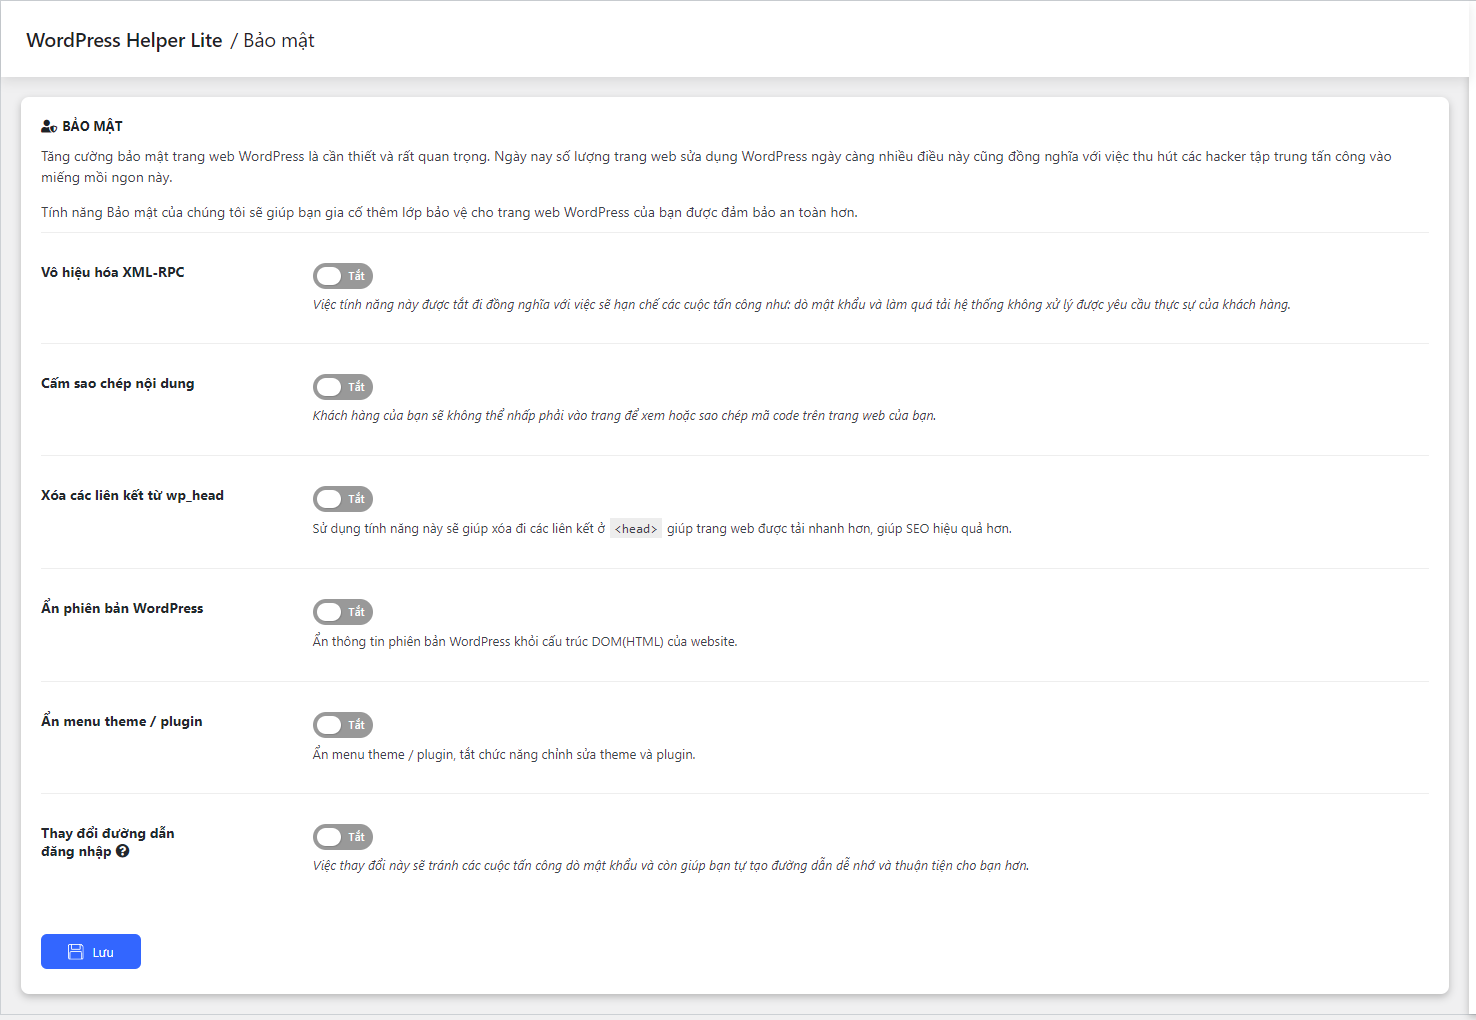 WordPress Helper Lite / Bảo mật
BẢO MẬT
Tăng cường bảo mật trang web WordPress là cần thiết và rất quan trọng. Ngày nay số lượng trang web sửa dụng WordPress ngày càng nhiều điều này cũng đồng nghĩa với việc thu hút các hacker tập trung tấn công vào
miếng mồi ngon này.
Tính năng Bảo mật của chúng tôi sẽ giúp bạn gia cố thêm lớp bảo vệ cho trang web WordPress của bạn được đảm bảo an toàn hơn.
Vô hiệu hóa XML-RPC
Tắt
Việc tính năng này được tắt đi đồng nghĩa với việc sẽ hạn chế các cuộc tấn công như: dò mật khẩu và làm quá tải hệ thống không xử lý được yêu cầu thực sự của khách hàng.
Cấm sao chép nội dung
Tắt
Khách hàng của bạn sẽ không thể nhấp phải vào trang để xem hoặc sao chép mã code trên trang web của bạn.
Xóa các liên kết từ wp_head
Tắt
Sử dụng tính năng này sẽ giúp xóa đi các liên kết ở <head> giúp trang web được tải nhanh hơn, giúp SEO hiệu quả hơn.
Ẩn phiên bản WordPress
Tắt
Ẩn thông tin phiên bản WordPress khỏi cấu trúc DOM(HTML) của website.
Ẩn menu theme / plugin
Tắt
Ẩn menu theme / plugin, tắt chức năng chỉnh sửa theme và plugin.
Thay đổi đường dẫn
đăng nhập
Tắt
Việc thay đổi này sẽ tránh các cuộc tấn công dò mật khẩu và còn giúp bạn tự tạo đường dẫn dễ nhớ và thuận tiện cho bạn hơn.
Lưu